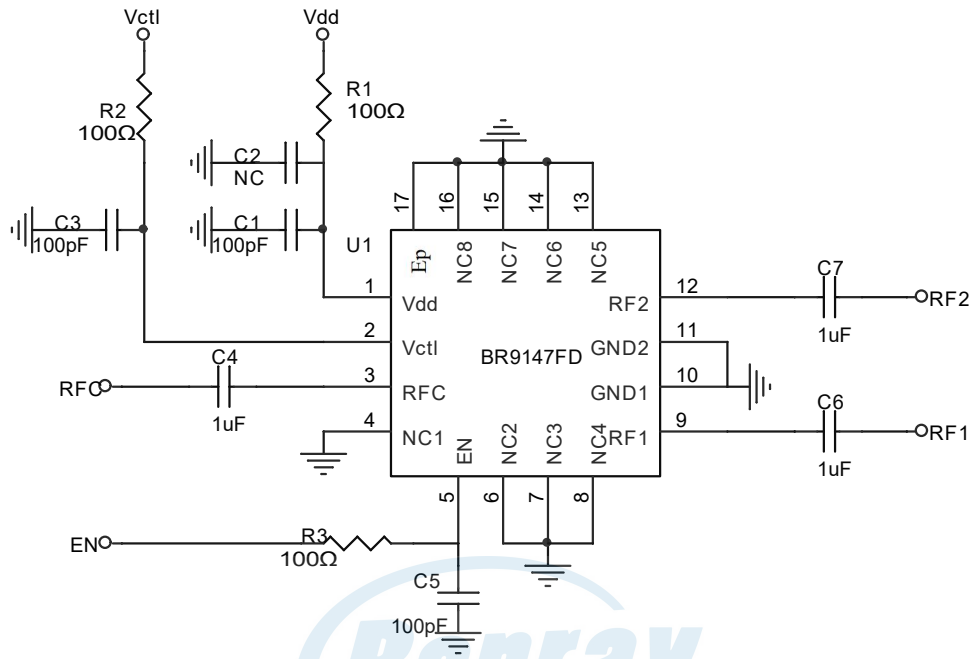 Vctl Vdd
R2
100Ω
R1
100Ω
C2
NC
C3
100pF
C1
100pF
U1
17 16 15 14 13
Ep NC8 NC7 NC6 NC5
1 Vdd
2 Vctl
3 RFC
4 NC1
BR9147FD
RF2 12
GND2 11
GND1 10
RF1 9
EN NC2 NC3 NC4
5 6 7 8
C7
1uF
RF2
C6
1uF
RF1
RFC
C4
1uF
EN
R3
100Ω
C5
100pF